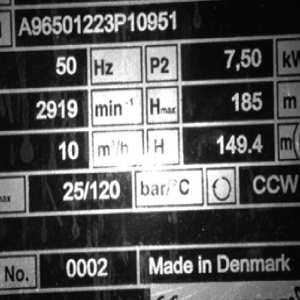 A96501223P10951
50 Hz P2 7,50 kW
2919 min⁻¹ Hmax 185 m
10 m³/h H 149.4 m
max 25/120 bar/°C CCW
No. 0002 Made in Denmark